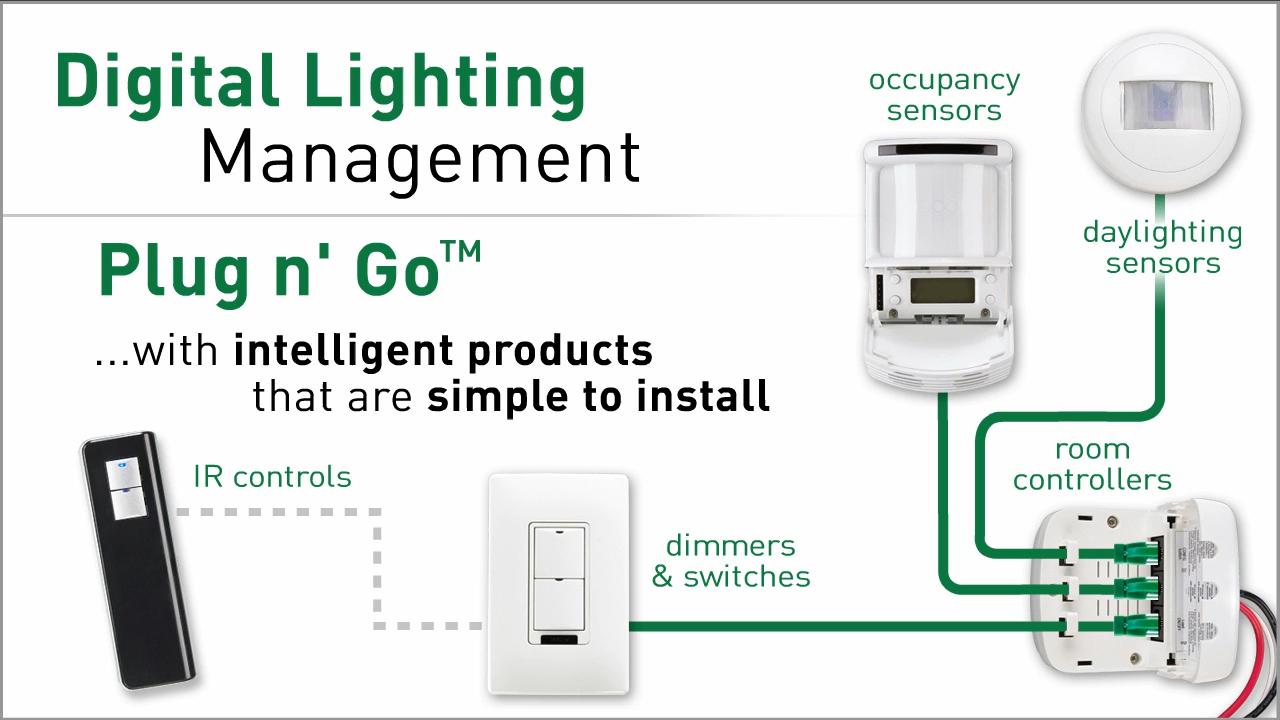 Digital Lighting
Management
Plug n' Go™
...with intelligent products
that are simple to install
occupancy
sensors
daylighting
sensors
room
controllers
IR controls
dimmers
& switches